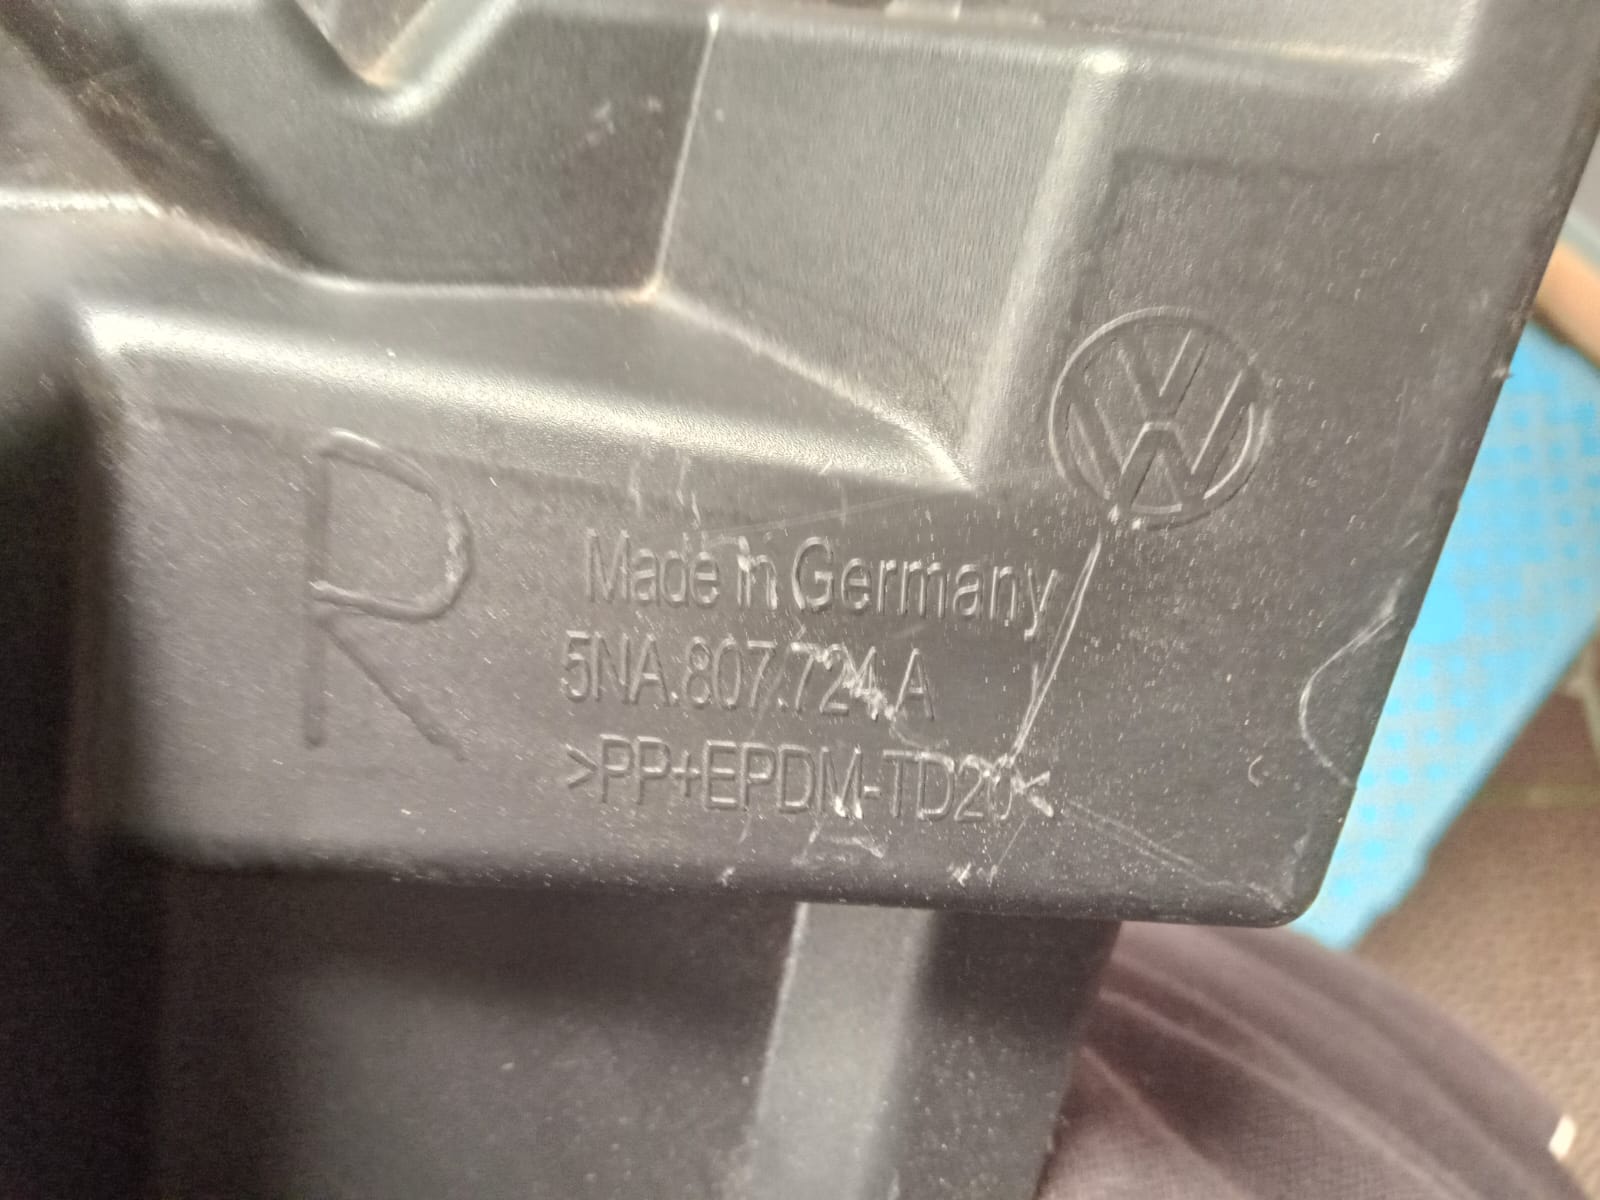 R
Made in Germany
5NA.807.724.A
>PP+EPDM-TD20<